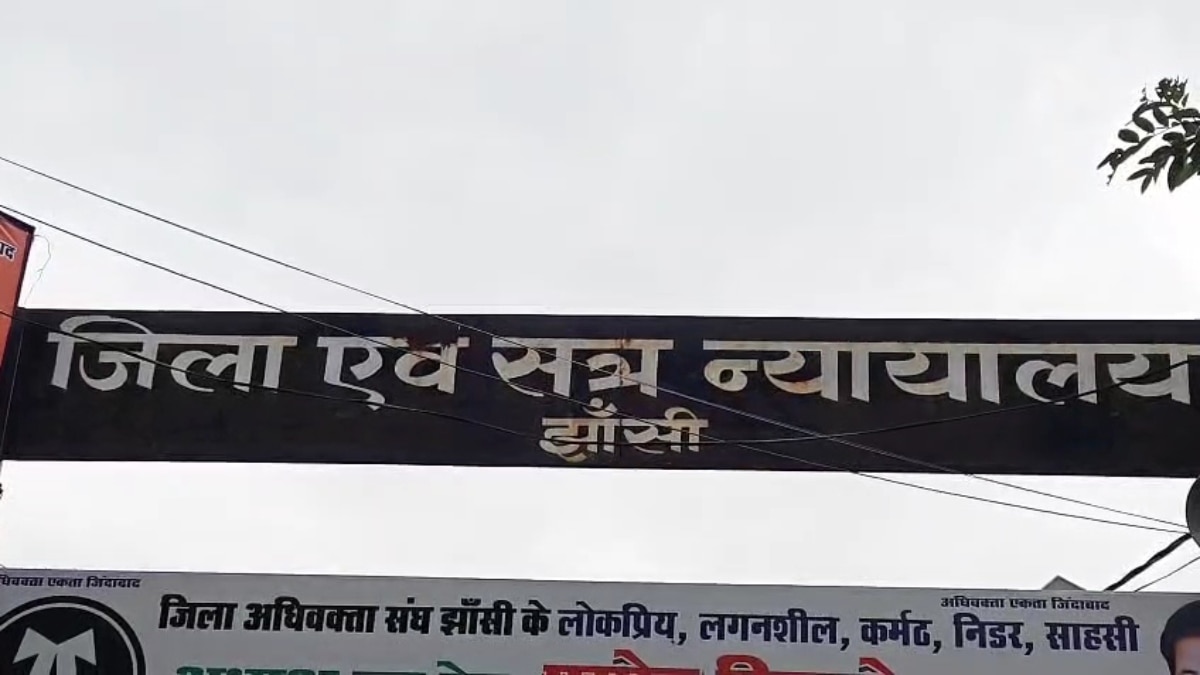 जिला एवं सत्र न्यायालय
झाँसी
अधिवक्ता एकता जिंदाबाद
अधिवक्ता एकता जिंदाबाद
जिला अधिवक्ता संघ झाँसी के लोकप्रिय, लगनशील, कर्मठ, निडर, साहसी